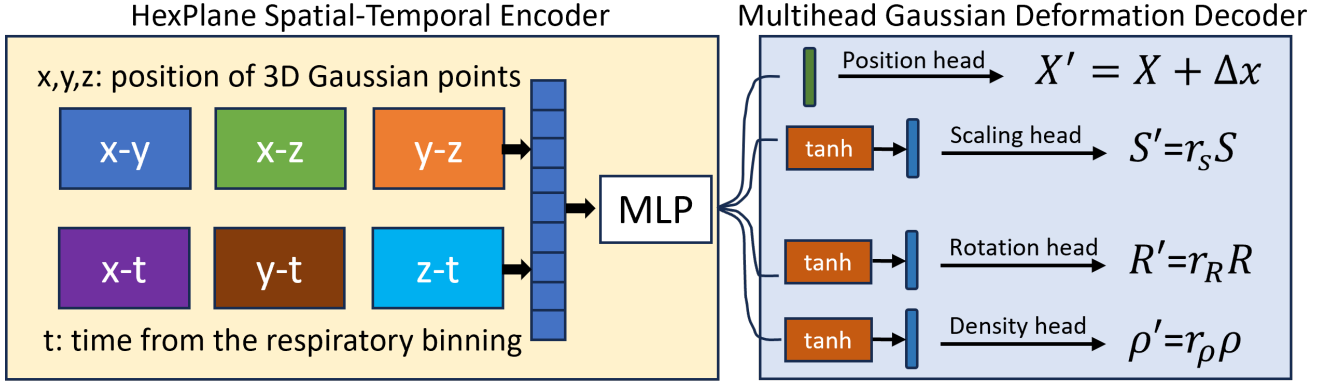 HexPlane Spatial-Temporal Encoder
x,y,z: position of 3D Gaussian points
x-y
x-z
y-z
x-t
y-t
z-t
t: time from the respiratory binning
MLP
Multihead Gaussian Deformation Decoder
Position head
X′ = X + Δx
tanh
Scaling head
S′=r_s S
tanh
Rotation head
R′=r_R R
tanh
Density head
ρ′=r_ρ ρ